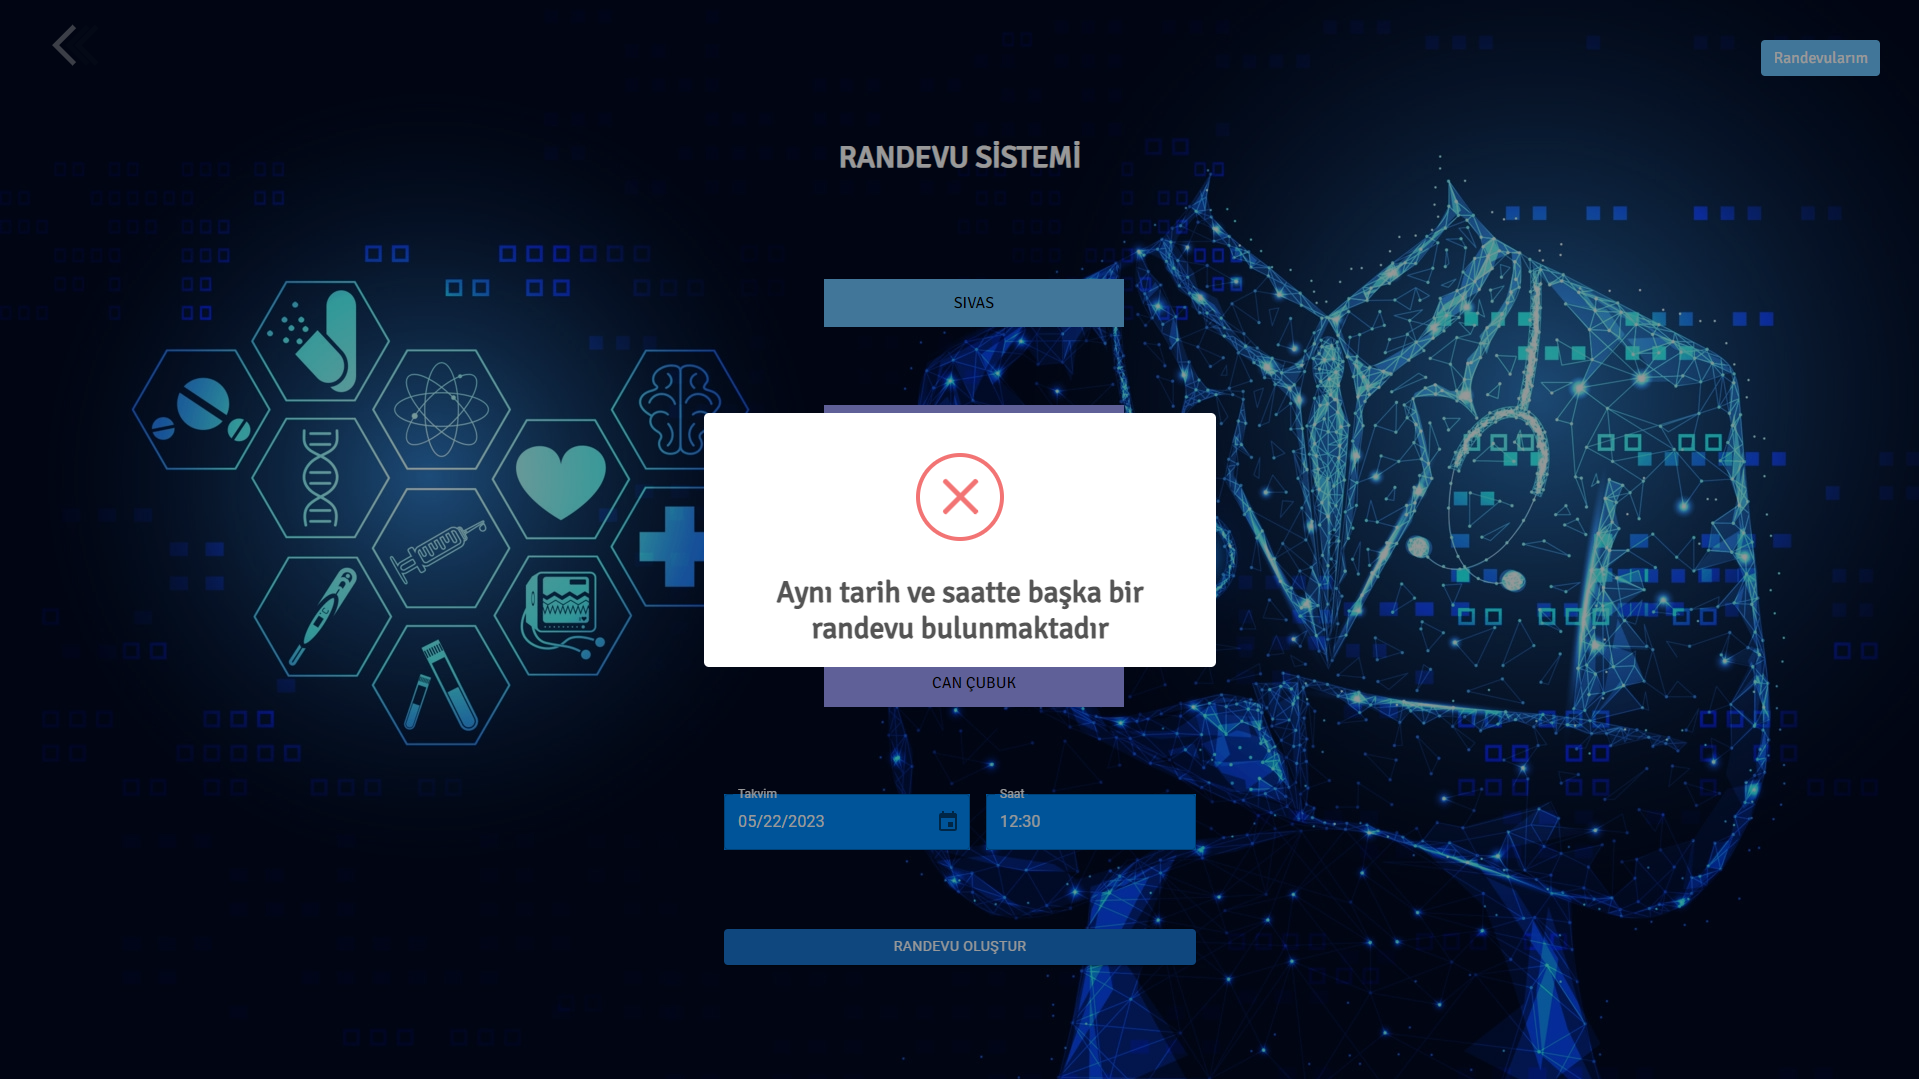 Randevularım
RANDEVU SİSTEMİ
SIVAS
Aynı tarih ve saatte başka bir
randevu bulunmaktadır
CAN ÇUBUK
Takvim
Saat
05/22/2023
12:30
RANDEVU OLUŞTUR